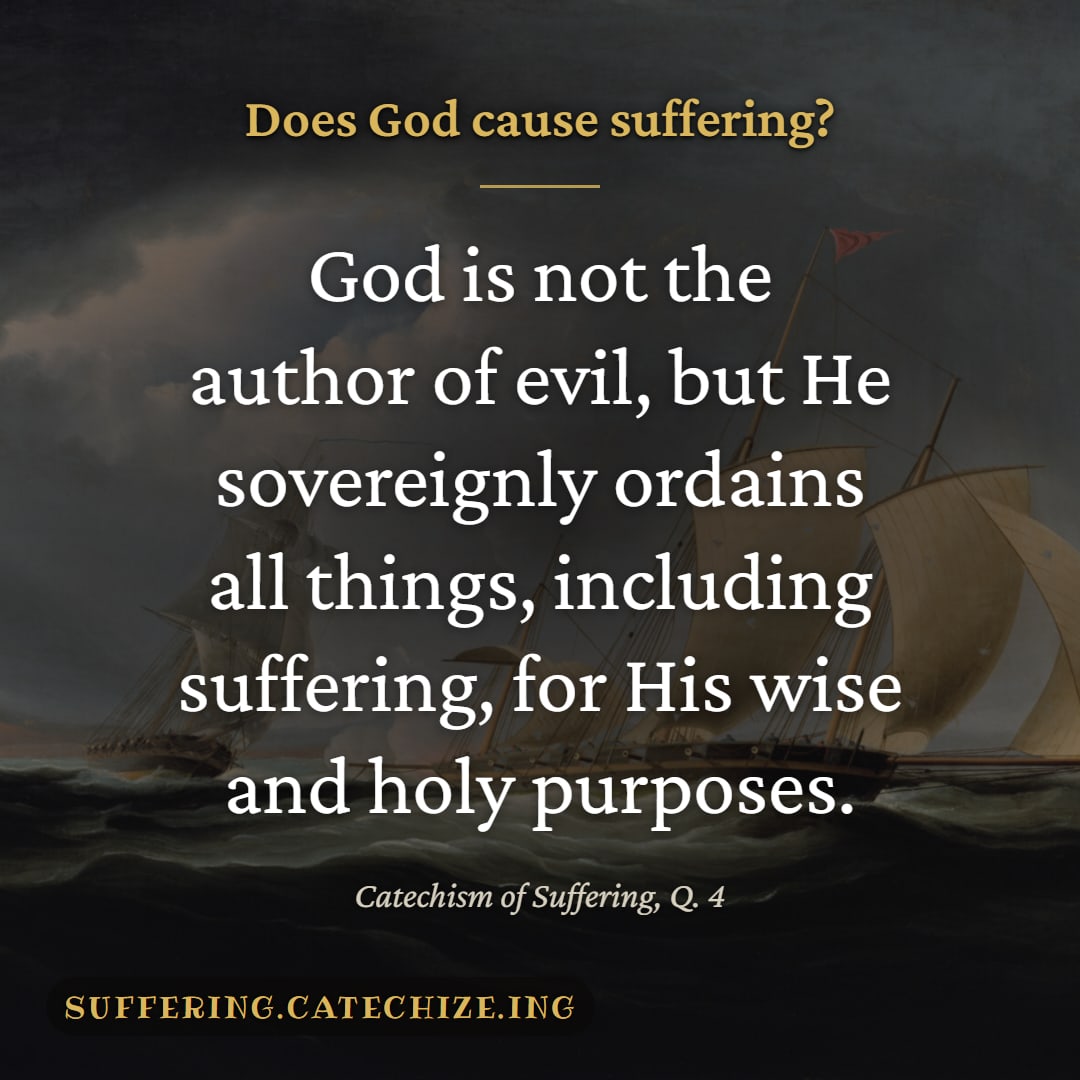 Does God cause suffering?
God is not the
author of evil, but He
sovereignly ordains
all things, including
suffering, for His wise
and holy purposes.
Catechism of Suffering, Q. 4
SUFFERING.CATECHIZE.ING